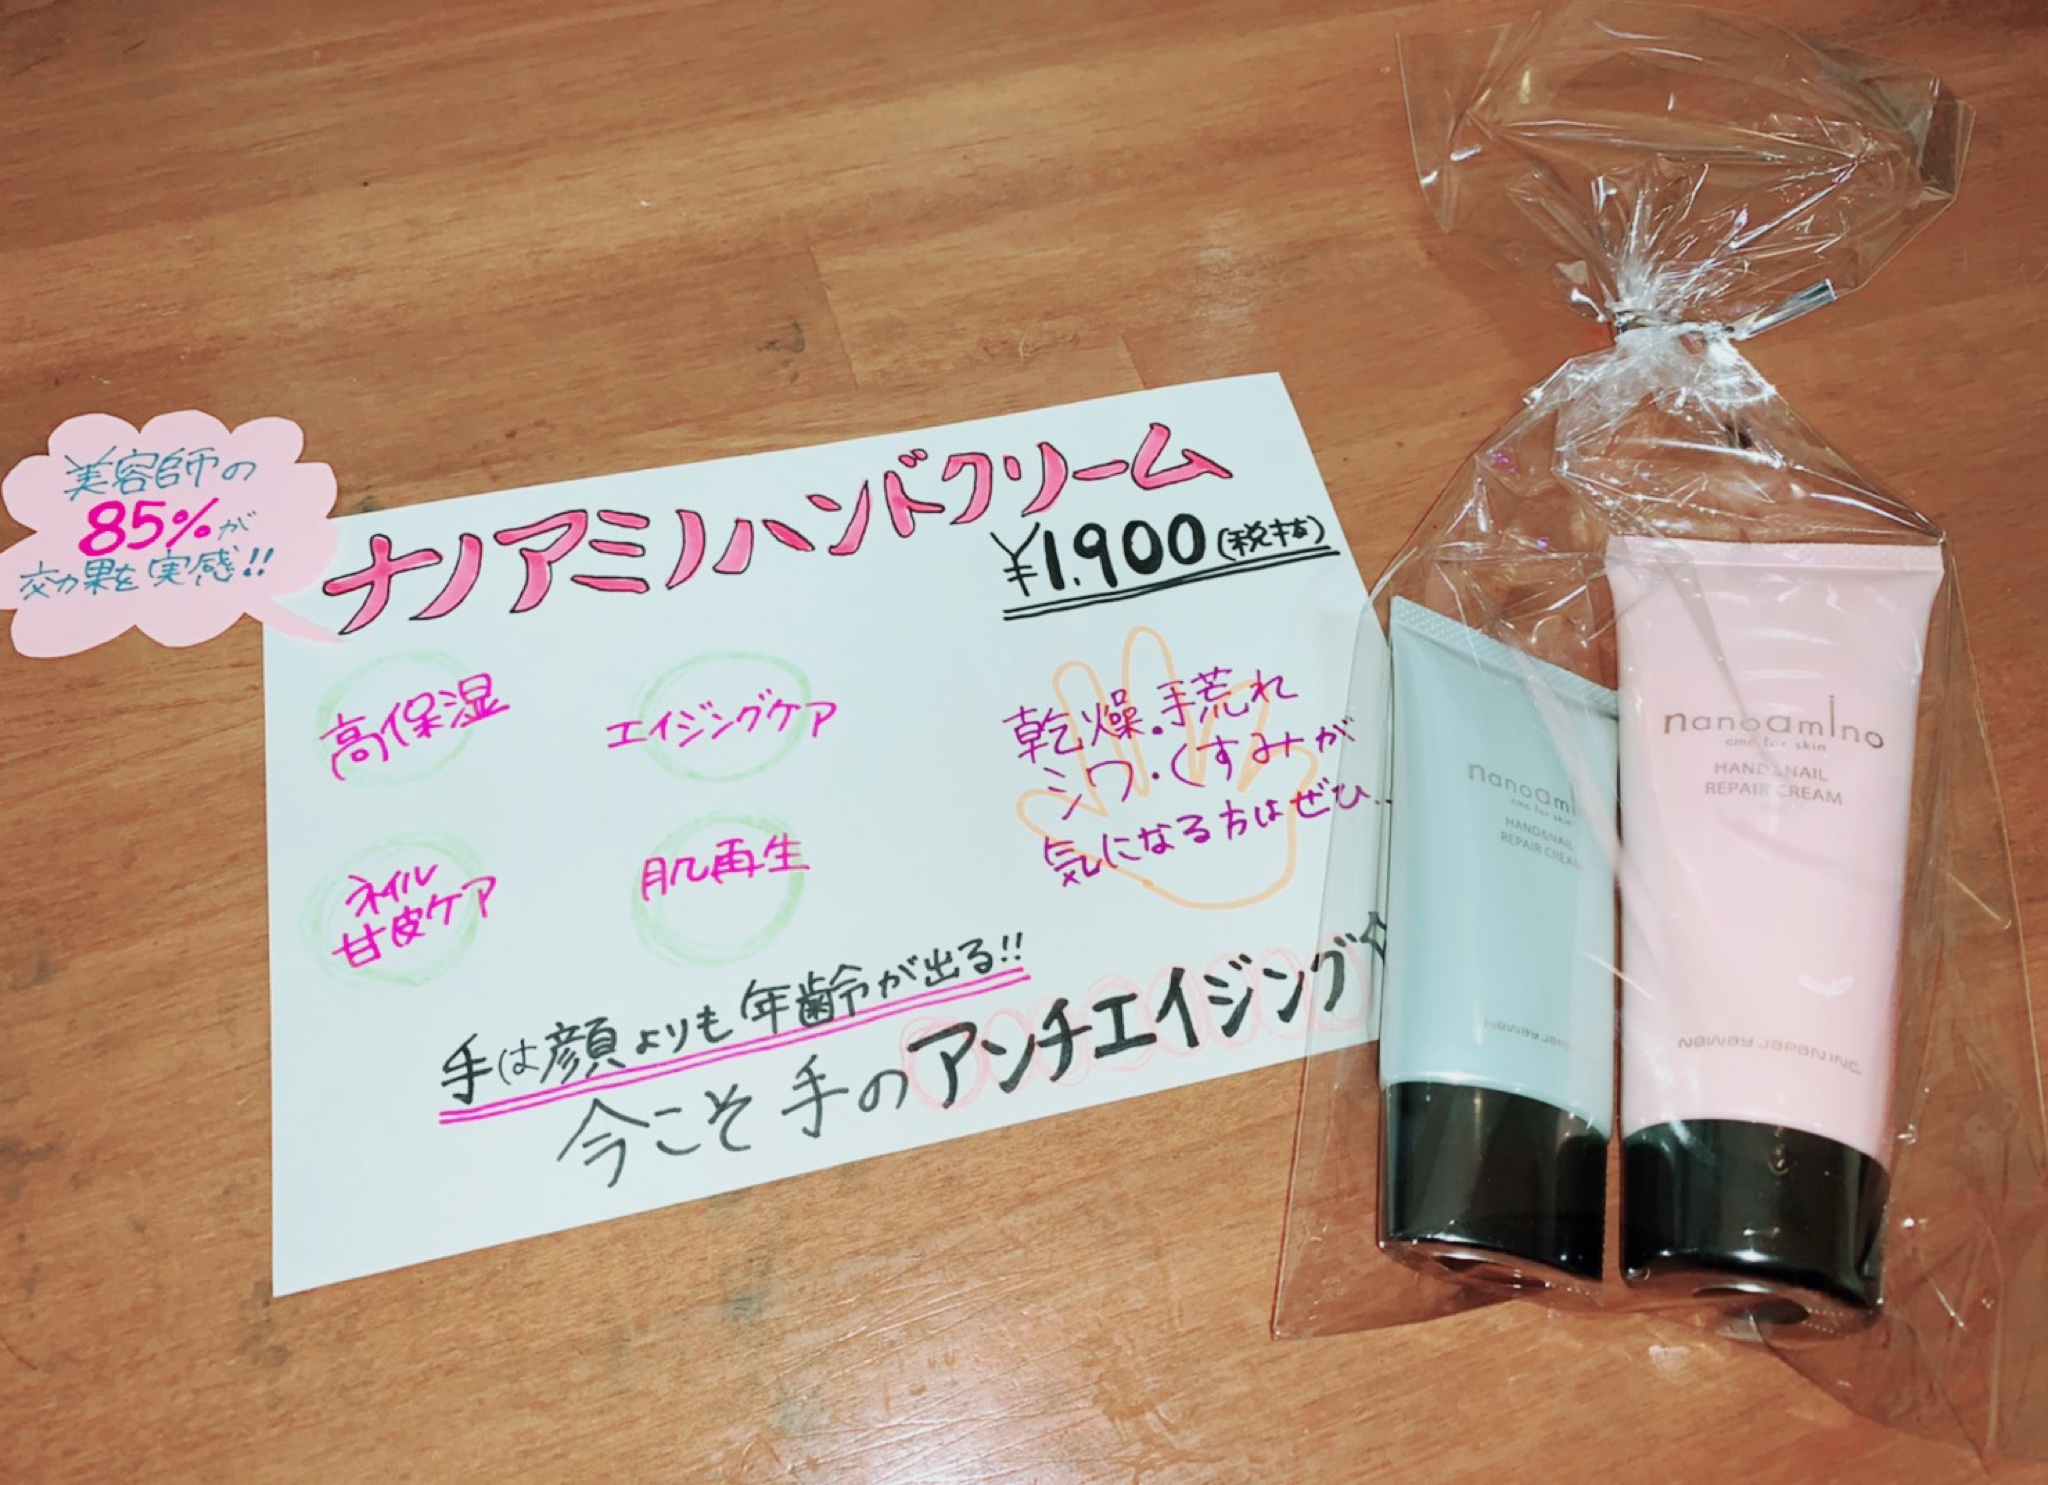 美容師の
85%が
効果を実感!!
ナノアミノハンドクリーム
¥1.900(税抜)
高保湿
エイジングケア
乾燥・手荒れ
シワ・くすみが
気になる方はぜひ..
ネイル
甘皮ケア
肌再生
手は顔よりも年齢が出る!!
今こそ手のアンチエイジング
nanoami
cmc for skin
HAND&NAIL
REPAIR CREAM
NEWAY JAPAN
nanoamino
cmc for skin
HAND&NAIL
REPAIR CREAM
NEWAY JAPAN INC.